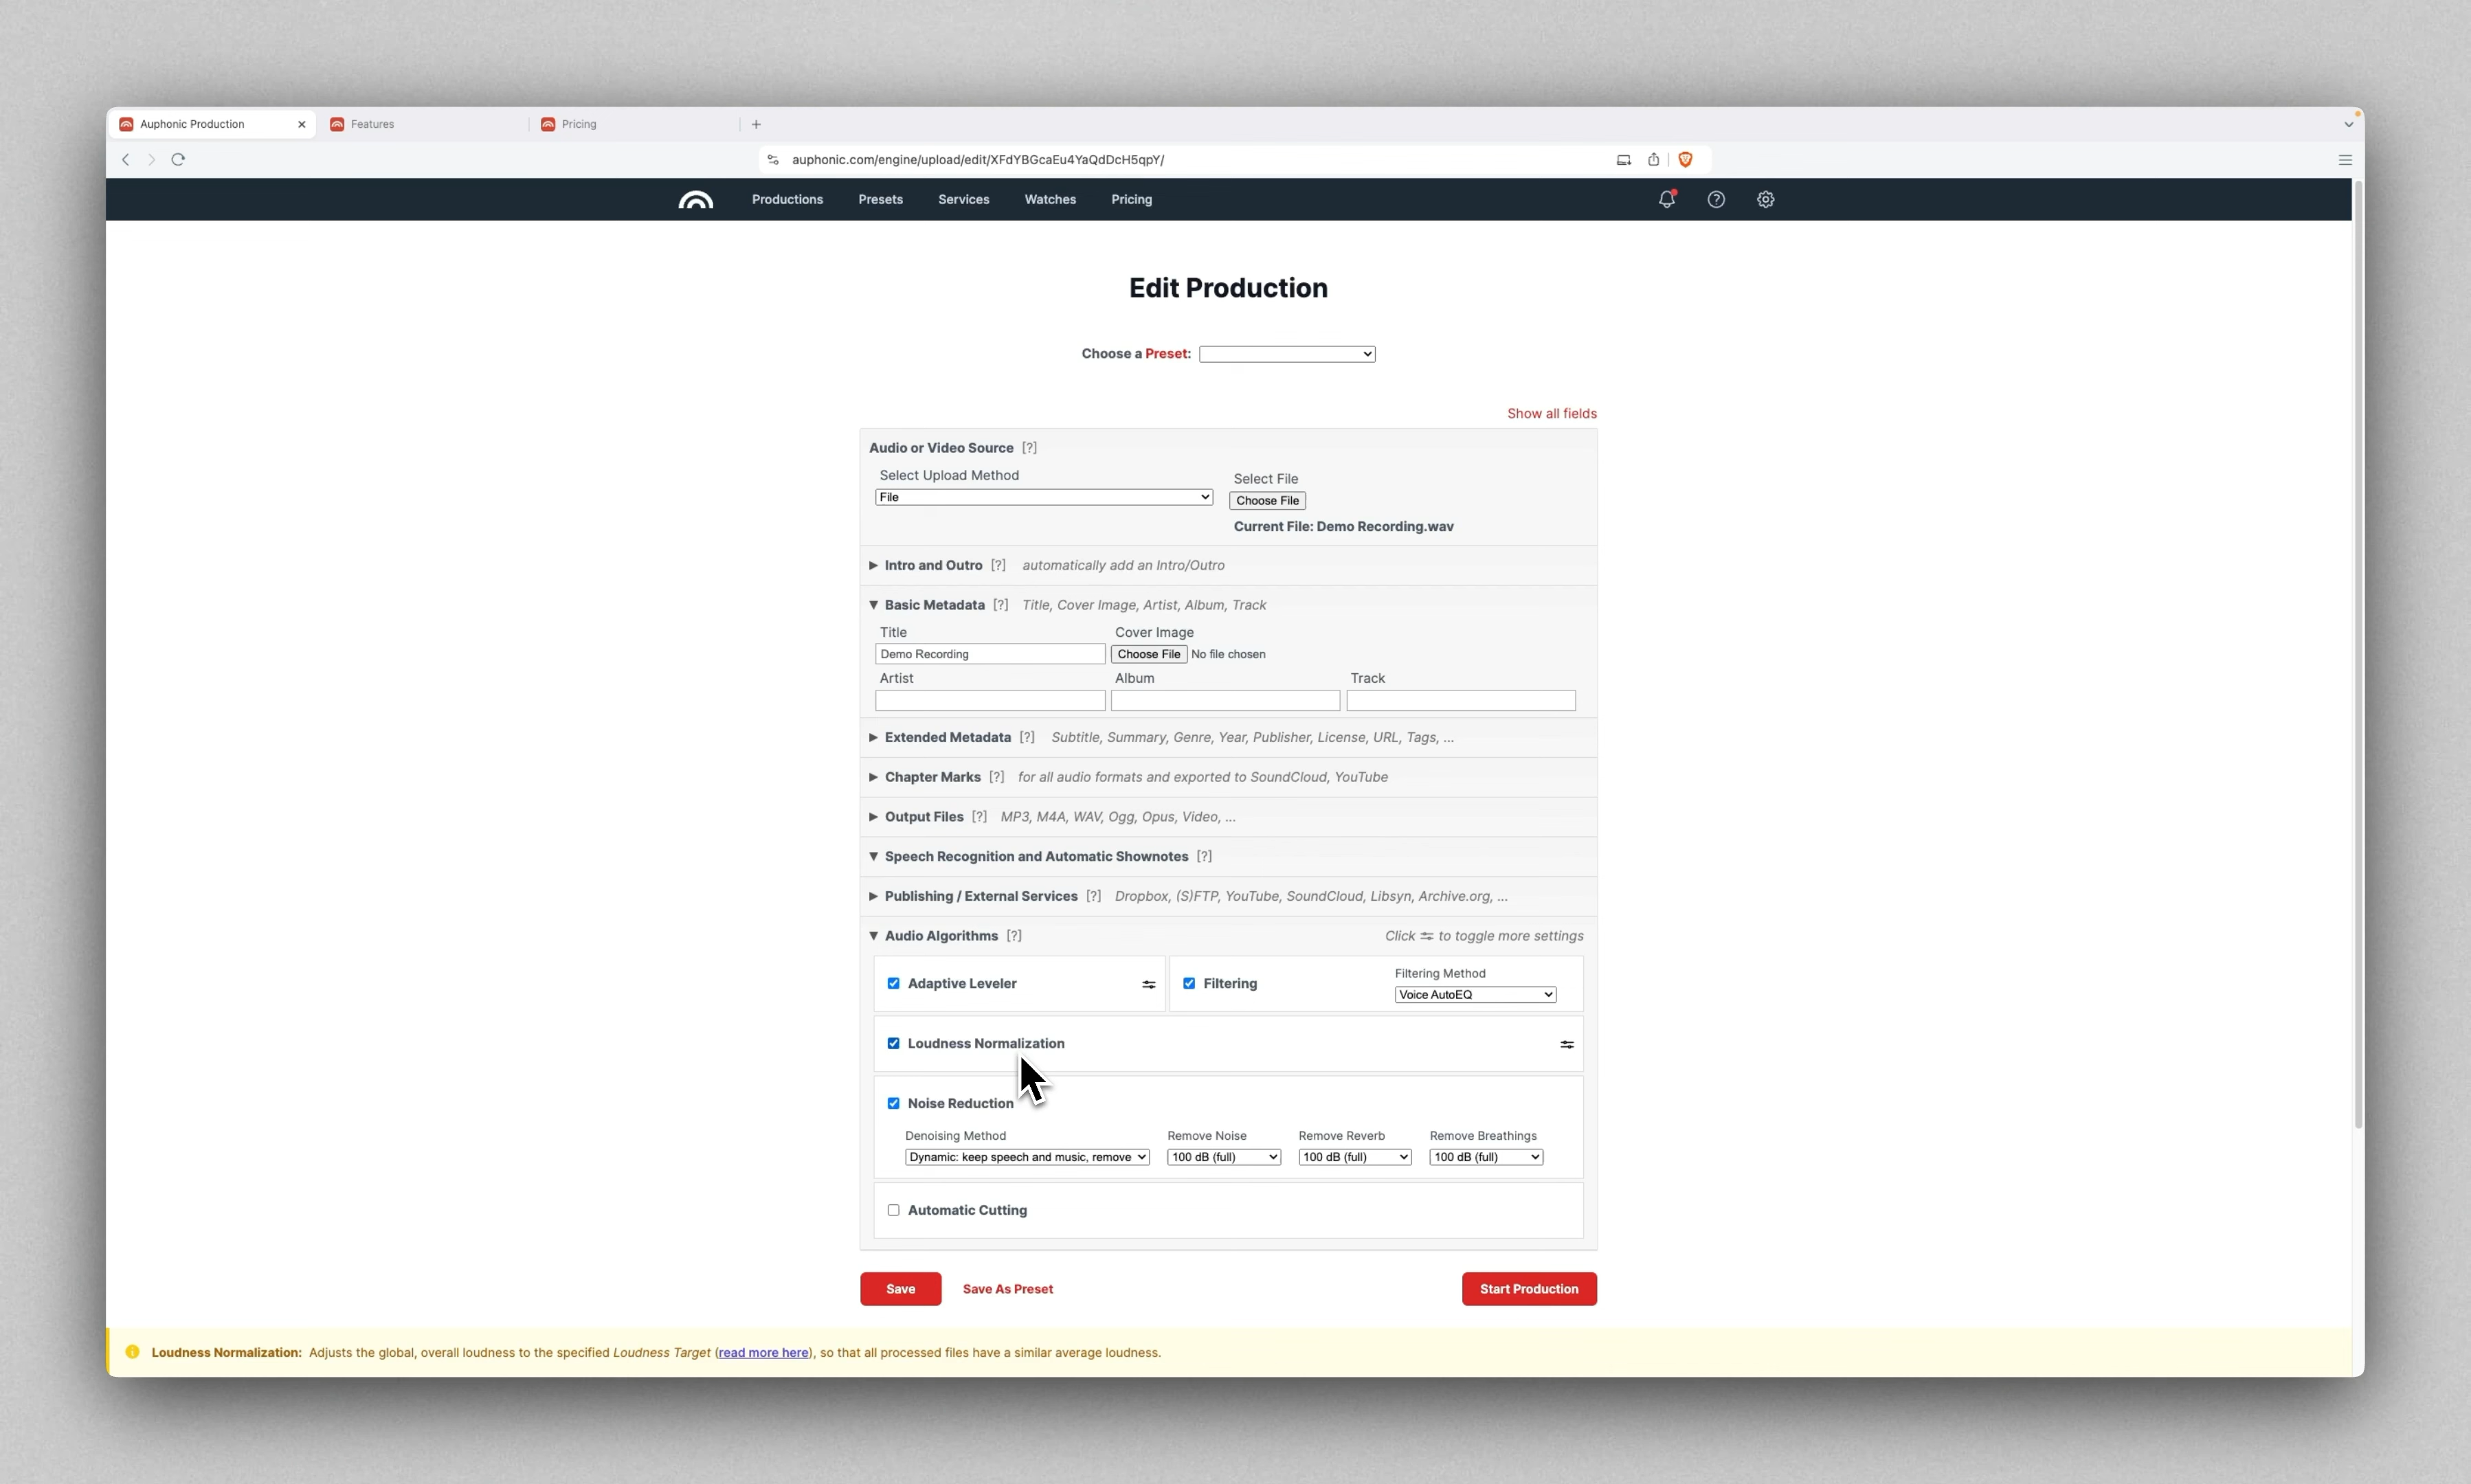 Auphonic Production
Features
Pricing
auphonic.com/engine/upload/edit/XFdYBGcaEu4YaQdDcH5qpY/
Productions Presets Services Watches Pricing
Edit Production
Choose a Preset:
Show all fields
Audio or Video Source [?]
Select Upload Method
Select File
File
Choose File
Current File: Demo Recording.wav
Intro and Outro [?] automatically add an Intro/Outro
Basic Metadata [?] Title, Cover Image, Artist, Album, Track
Title Cover Image
Demo Recording Choose File No file chosen
Artist Album Track
Extended Metadata [?] Subtitle, Summary, Genre, Year, Publisher, License, URL, Tags, ...
Chapter Marks [?] for all audio formats and exported to SoundCloud, YouTube
Output Files [?] MP3, M4A, WAV, Ogg, Opus, Video, ...
Speech Recognition and Automatic Shownotes [?]
Publishing / External Services [?] Dropbox, (S)FTP, YouTube, SoundCloud, Libsyn, Archive.org, ...
Audio Algorithms [?] Click to toggle more settings
Adaptive Leveler
Filtering
Filtering Method
Voice AutoEQ
Loudness Normalization
Noise Reduction
Denoising Method Remove Noise Remove Reverb Remove Breathings
Dynamic: keep speech and music, remove 100 dB (full) 100 dB (full) 100 dB (full)
Automatic Cutting
Save Save As Preset Start Production
Loudness Normalization: Adjusts the global, overall loudness to the specified Loudness Target (read more here), so that all processed files have a similar average loudness.